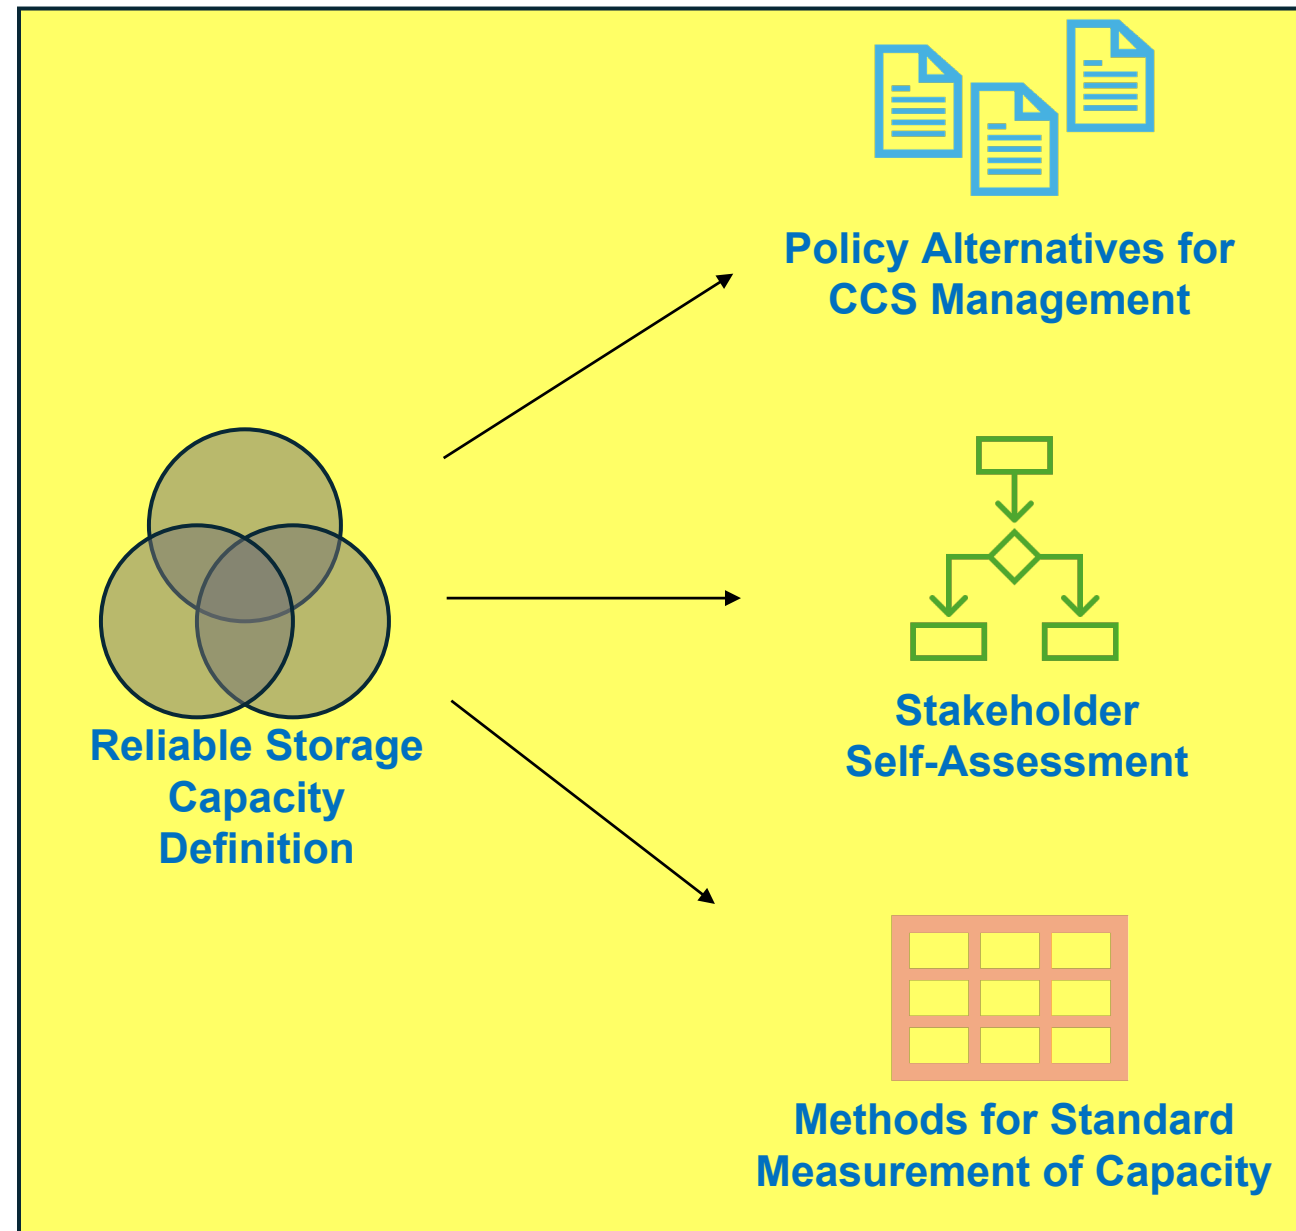 Policy Alternatives for
CCS Management
Reliable Storage
Capacity
Definition
Stakeholder
Self-Assessment
Methods for Standard
Measurement of Capacity